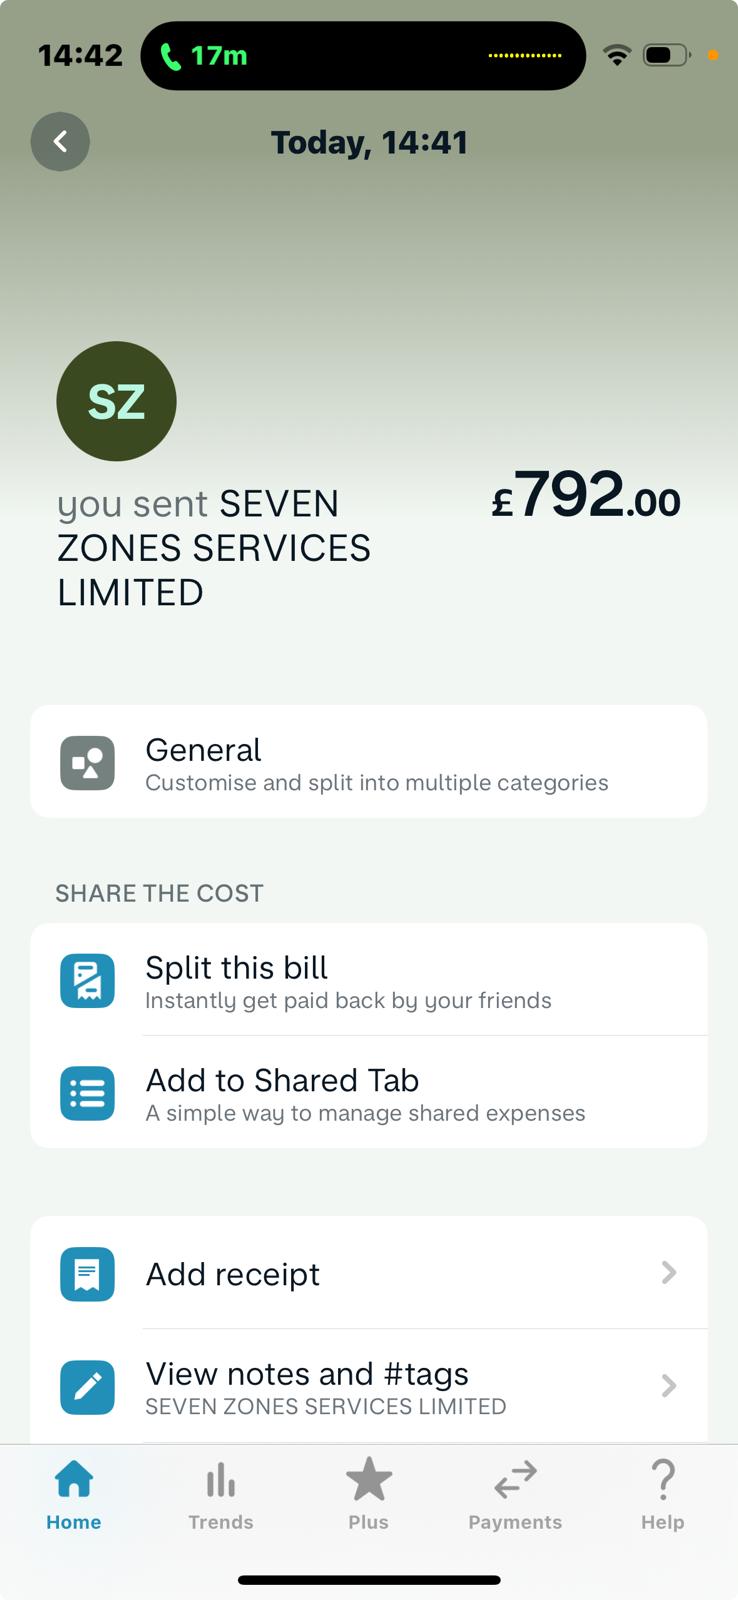 14:42
17m
Today, 14:41
SZ
you sent SEVEN
ZONES SERVICES
LIMITED
£792.00
General
Customise and split into multiple categories
SHARE THE COST
Split this bill
Instantly get paid back by your friends
Add to Shared Tab
A simple way to manage shared expenses
Add receipt
View notes and #tags
SEVEN ZONES SERVICES LIMITED
Home
Trends
Plus
Payments
Help